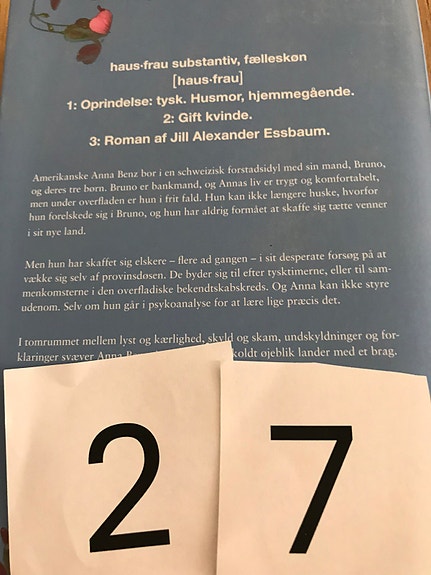 haus·frau substantiv, fælleskøn
[haus·frau]
1: Oprindelse: tysk. Husmor, hjemmegående.
2: Gift kvinde.
3: Roman af Jill Alexander Essbaum.
Amerikanske Anna Benz bor i en schweizisk forstadsidyl med sin mand, Bruno,
og deres tre børn. Bruno er bankmand, og Annas liv er trygt og komfortabelt,
men under overfladen er hun i frit fald. Hun kan ikke længere huske, hvorfor
hun forelskede sig i Bruno, og hun har aldrig formået at skaffe sig tætte venner
i sit nye land.
Men hun har skaffet sig elskere – flere ad gangen – i sit desperate forsøg på at
vække sig selv af provinsdøsen. De byder sig til efter tysktimerne, eller til sam-
menkomsterne i den overfladiske bekendtskabskreds. Og Anna kan ikke styre
udenom. Selv om hun går i psykoanalyse for at lære lige præcis det.
I tomrummet mellem lyst og kærlighed, skyld og skam, undskyldninger og for-
klaringer svæver Anna koldt øjeblik lander med et brag.
2 7